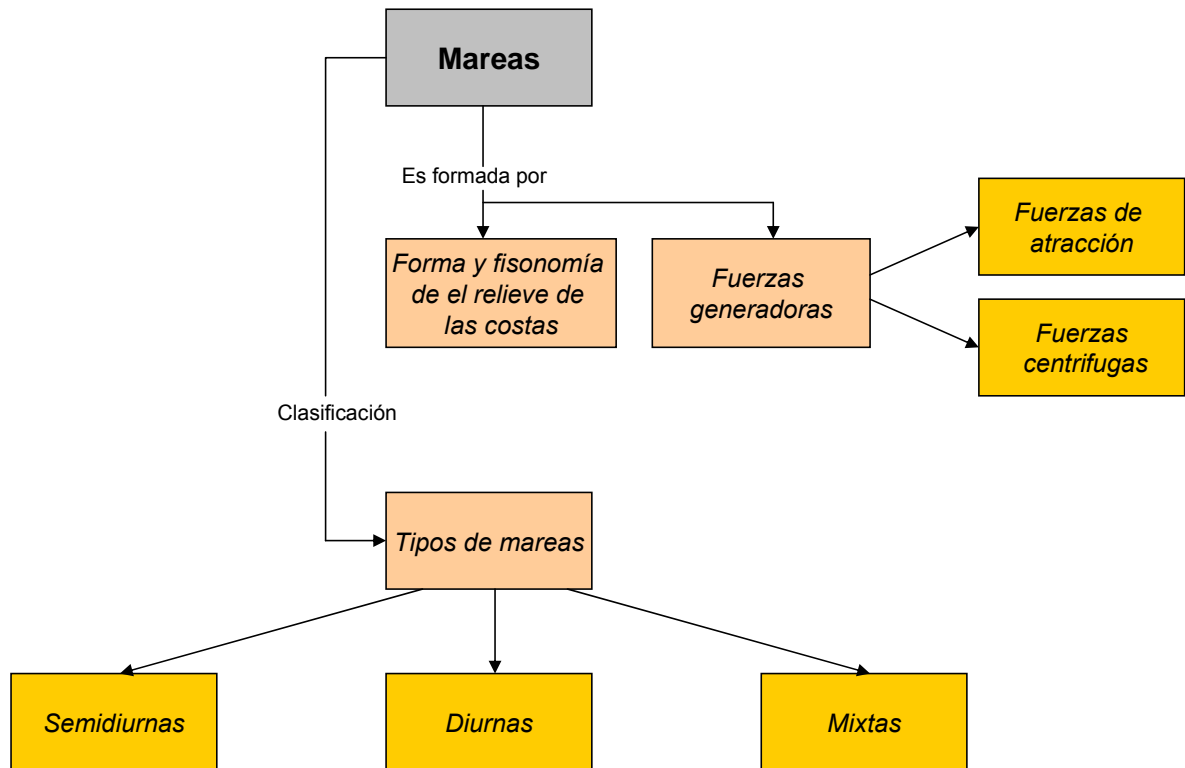 Mareas
Es formada por
Forma y fisonomía
de el relieve de
las costas
Fuerzas
generadoras
Fuerzas de
atracción
Fuerzas
centrifugas
Clasificación
Tipos de mareas
Semidiurnas
Diurnas
Mixtas